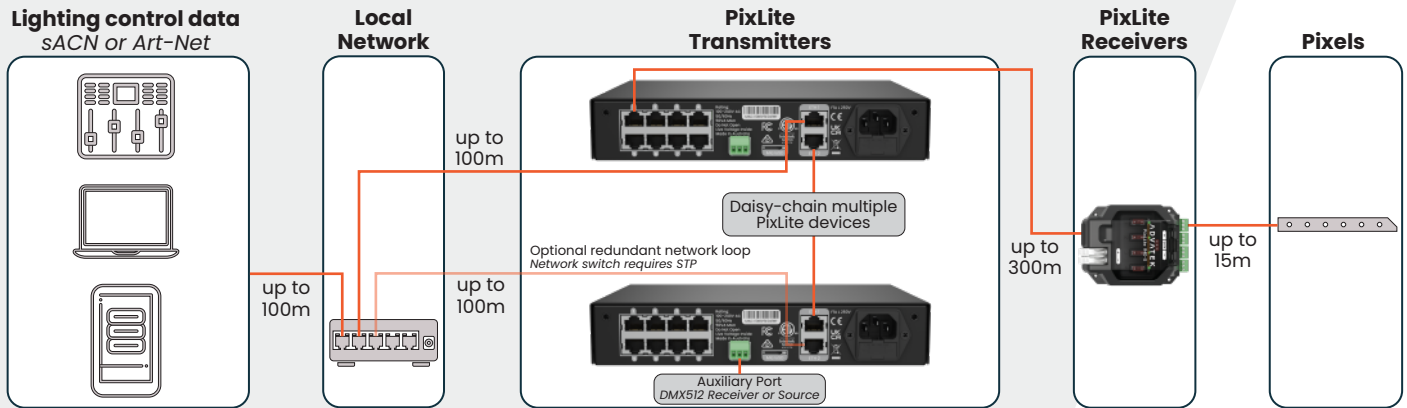 Lighting control data
sACN or Art-Net
Local
Network
PixLite
Transmitters
PixLite
Receivers
Pixels
up to
100m
Daisy-chain multiple
PixLite devices
Optional redundant network loop
Network switch requires STP
up to
100m
up to
100m
up to
300m
up to
15m
ADVATEK
Auxiliary Port
DMX512 Receiver or Source